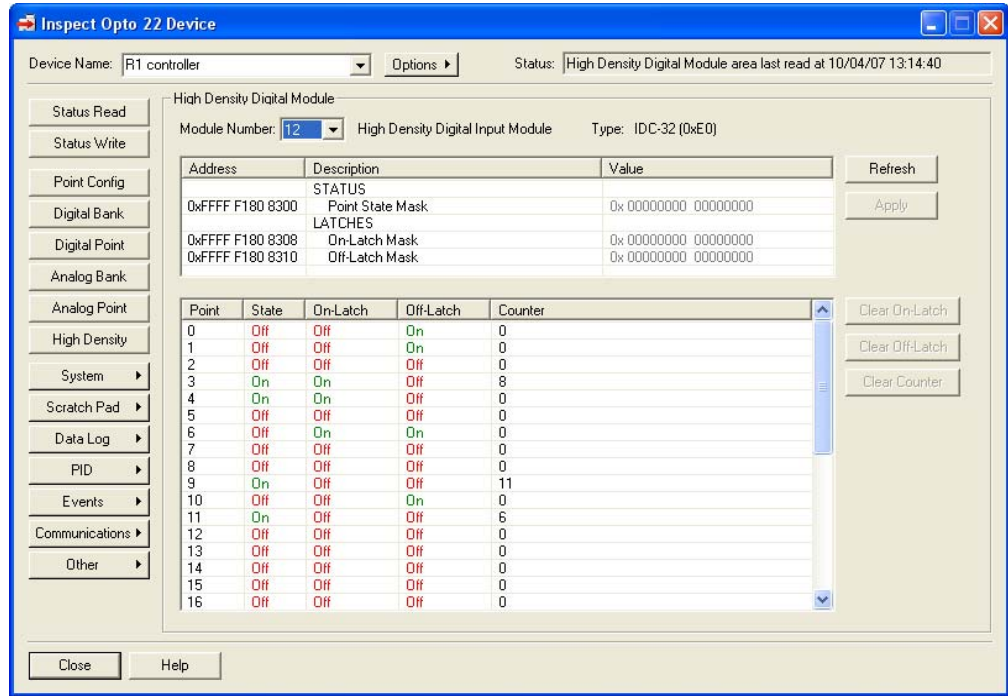 Inspect Opto 22 Device
Device Name: R1 controller Options Status: High Density Digital Module area last read at 10/04/07 13:14:40
Status Read
Status Write
Point Config
Digital Bank
Digital Point
Analog Bank
Analog Point
High Density
System
Scratch Pad
Data Log
PID
Events
Communications
Other
High Density Digital Module
Module Number: 12 High Density Digital Input Module Type: IDC-32 (0xE0)
Address Description Value
STATUS
0xFFFF F180 8300 Point State Mask 0x 00000000 00000000
LATCHES
0xFFFF F180 8308 On-Latch Mask 0x 00000000 00000000
0xFFFF F180 8310 Off-Latch Mask 0x 00000000 00000000
Refresh
Apply
Point State On-Latch Off-Latch Counter
0 Off Off On 0
1 Off Off On 0
2 Off Off Off 0
3 On On Off 8
4 On On Off 0
5 Off Off Off 0
6 Off On On 0
7 Off Off Off 0
8 Off Off Off 0
9 On Off Off 11
10 Off Off On 0
11 On Off Off 6
12 Off Off Off 0
13 Off Off Off 0
14 Off Off Off 0
15 Off Off Off 0
16 Off Off Off 0
Clear On-Latch
Clear Off-Latch
Clear Counter
Close Help